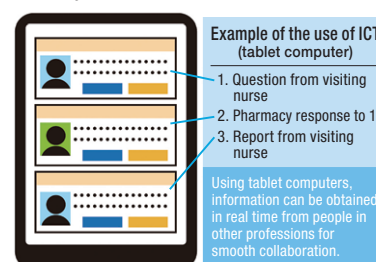 Example of the use of ICT
(tablet computer)
1. Question from visiting
nurse
2. Pharmacy response to 1
3. Report from visiting
nurse
Using tablet computers,
information can be obtained
in real time from people in
other professions for
smooth collaboration.